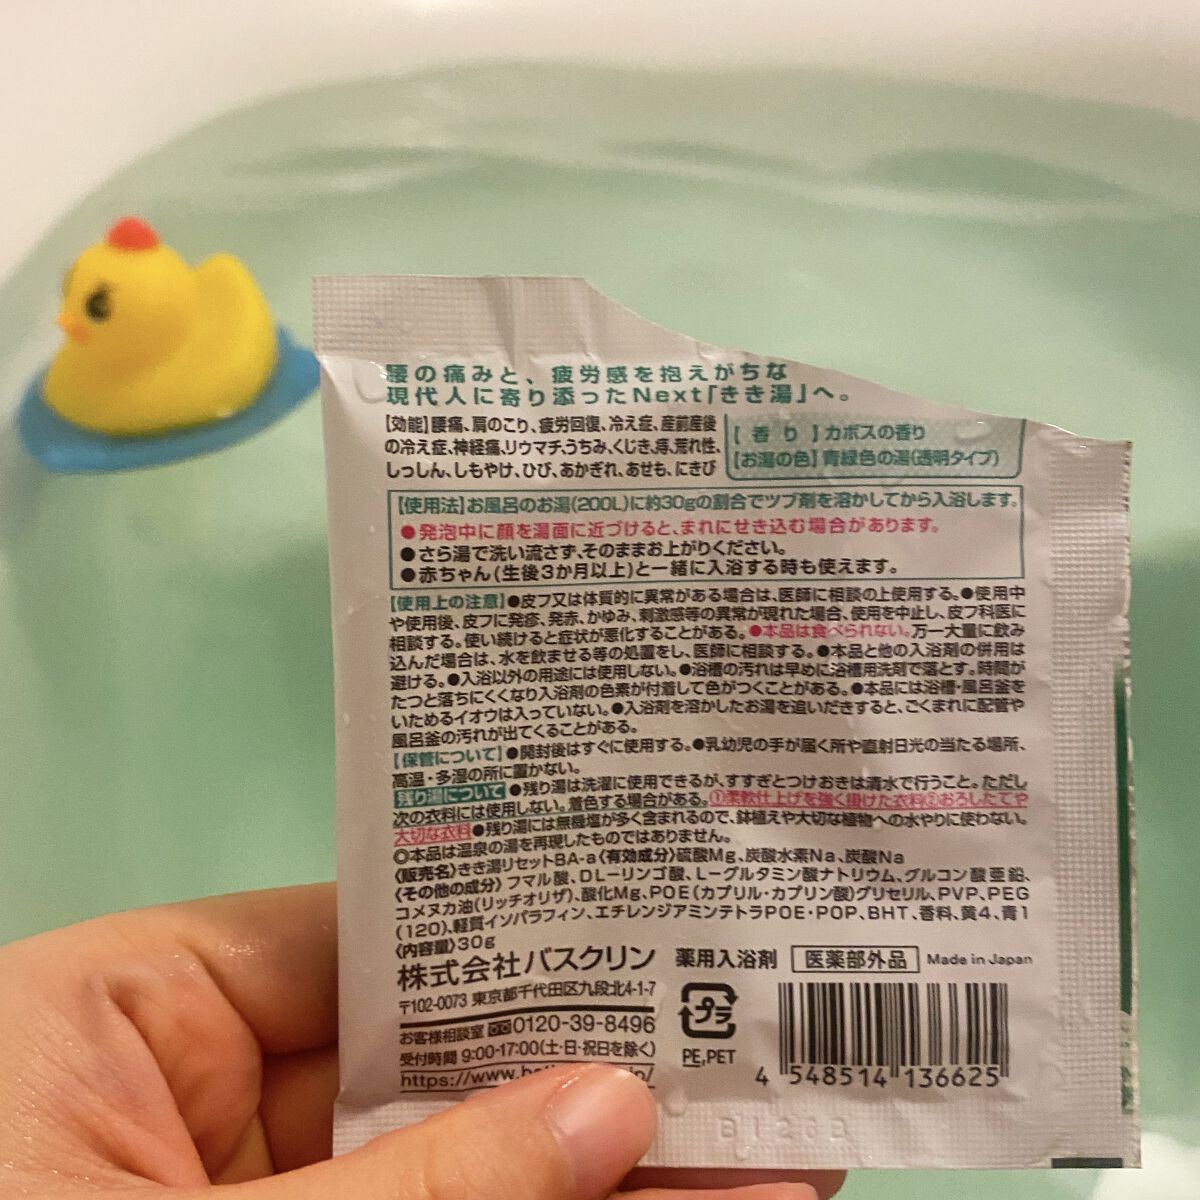 腰の痛みと、疲労感を抱えがちな
現代人に寄り添ったNext「きき湯」へ。
【効能】腰痛、肩のこり、疲労回復、冷え症、産前産後
の冷え症、神経痛、リウマチ、うちみ、くじき、痔、荒れ性、
しっしん、しもやけ、ひび、あかぎれ、あせも、にきび
【香り】カボスの香り
【お湯の色】青緑色の湯(透明タイプ)
【使用法】お風呂のお湯(200L)に約30gの割合でツブ剤を溶かしてから入浴します。
●発泡中に顔を湯面に近づけると、まれにせき込む場合があります。
●さら湯で洗い流さず、そのままお上がりください。
●赤ちゃん(生後3か月以上)と一緒に入浴する時も使えます。
【使用上の注意】●皮フ又は体質的に異常がある場合は、医師に相談の上使用する。●使用中
や使用後、皮フに発疹、発赤、かゆみ、刺激感等の異常が現れた場合、使用を中止し、皮フ科医に
相談する。使い続けると症状が悪化することがある。●本品は食べられない。万一大量に飲み
込んだ場合は、水を飲ませる等の処置をし、医師に相談する。●本品と他の入浴剤の併用は
避ける。●入浴以外の用途には使用しない。●浴槽の汚れは早めに浴槽用洗剤で落とす。時間が
たつと落ちにくくなり入浴剤の色素が付着して色がつくことがある。●本品には浴槽・風呂釜を
いためるイオウは入っていない。●入浴剤を溶かしたお湯を追いだきすると、ごくまれに配管や
風呂釜の汚れが出てくることがある。
【保管について】●開封後はすぐに使用する。●乳幼児の手が届く所や直射日光の当たる場所、
高温・多湿の所に置かない。
残り湯について ●残り湯は洗濯に使用できるが、すすぎとつけおきは清水で行うこと。ただし
次の衣料には使用しない。着色する場合がある。①柔軟仕上げを強く掛けた衣料②おろしたてや
大切な衣料●残り湯には無機塩が多く含まれるので、鉢植えや大切な植物への水やりに使わない。
◎本品は温泉の湯を再現したものではありません。
〈販売名〉きき湯リセットBA-a〈有効成分〉硫酸Mg、炭酸水素Na、炭酸Na
〈その他の成分〉フマル酸、DL-リンゴ酸、L-グルタミン酸ナトリウム、グルコン酸亜鉛、
コメヌカ油(リッチオリザ)、酸化Mg、POE(カプリル・カプリン酸)グリセリル、PVP、PEG
(120)、軽質イソパラフィン、エチレンジアミンテトラPOE・POP、BHT、香料、黄4、青1
〈内容量〉30g
株式会社バスクリン 薬用入浴剤 医薬部外品 Made in Japan
〒102-0073 東京都千代田区九段北4-1-7
お客様相談室 0120-39-8496
受付時間 9:00-17:00(土・日・祝日を除く)
https://www.
プラ
PE,PET
4 548514 136625